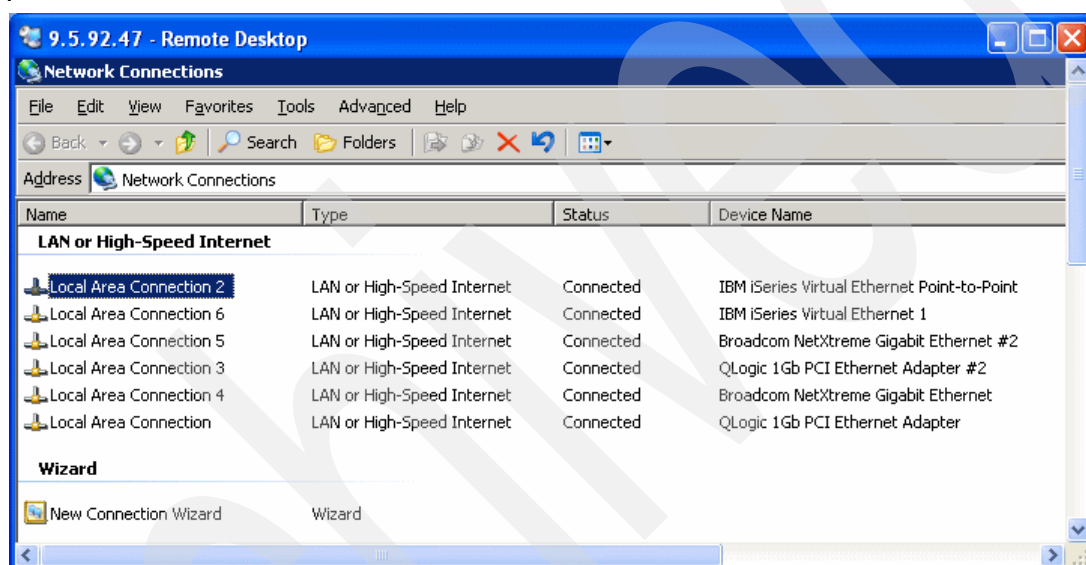 9.5.92.47 - Remote Desktop
Network Connections
File Edit View Favorites Tools Advanced Help
Back Search Folders
Address Network Connections
Name Type Status Device Name
LAN or High-Speed Internet
Local Area Connection 2 LAN or High-Speed Internet Connected IBM iSeries Virtual Ethernet Point-to-Point
Local Area Connection 6 LAN or High-Speed Internet Connected IBM iSeries Virtual Ethernet 1
Local Area Connection 5 LAN or High-Speed Internet Connected Broadcom NetXtreme Gigabit Ethernet #2
Local Area Connection 3 LAN or High-Speed Internet Connected QLogic 1Gb PCI Ethernet Adapter #2
Local Area Connection 4 LAN or High-Speed Internet Connected Broadcom NetXtreme Gigabit Ethernet
Local Area Connection LAN or High-Speed Internet Connected QLogic 1Gb PCI Ethernet Adapter
Wizard
New Connection Wizard Wizard